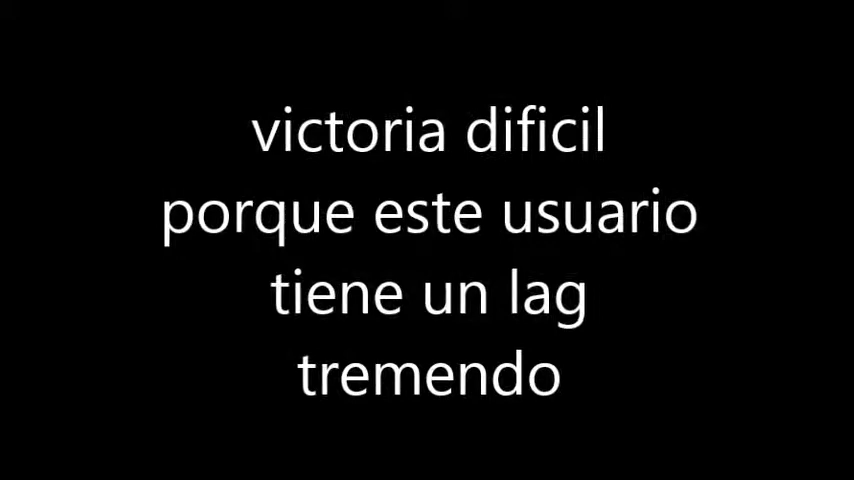 victoria dificil
porque este usuario
tiene un lag
tremendo